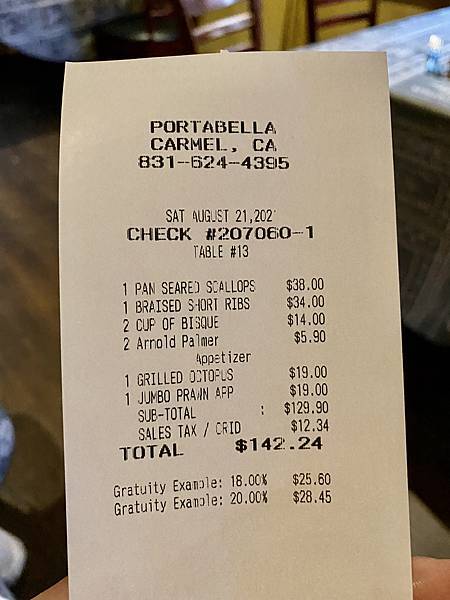 PORTABELLA
CARMEL, CA
831-624-4395
SAT AUGUST 21,202
CHECK #207060-1
TABLE #13
1 PAN SEARED SCALLOPS $38.00
1 BRAISED SHORT RIBS $34.00
2 CUP OF BISQUE $14.00
2 Arnold Palmer $5.90
Appetizer
1 GRILLED OCTOPUS $19.00
1 JUMBO PRAWN APP $19.00
SUB-TOTAL : $129.90
SALES TAX / CRID $12.34
TOTAL $142.24
Gratuity Example: 18.00% $25.60
Gratuity Example: 20.00% $28.45